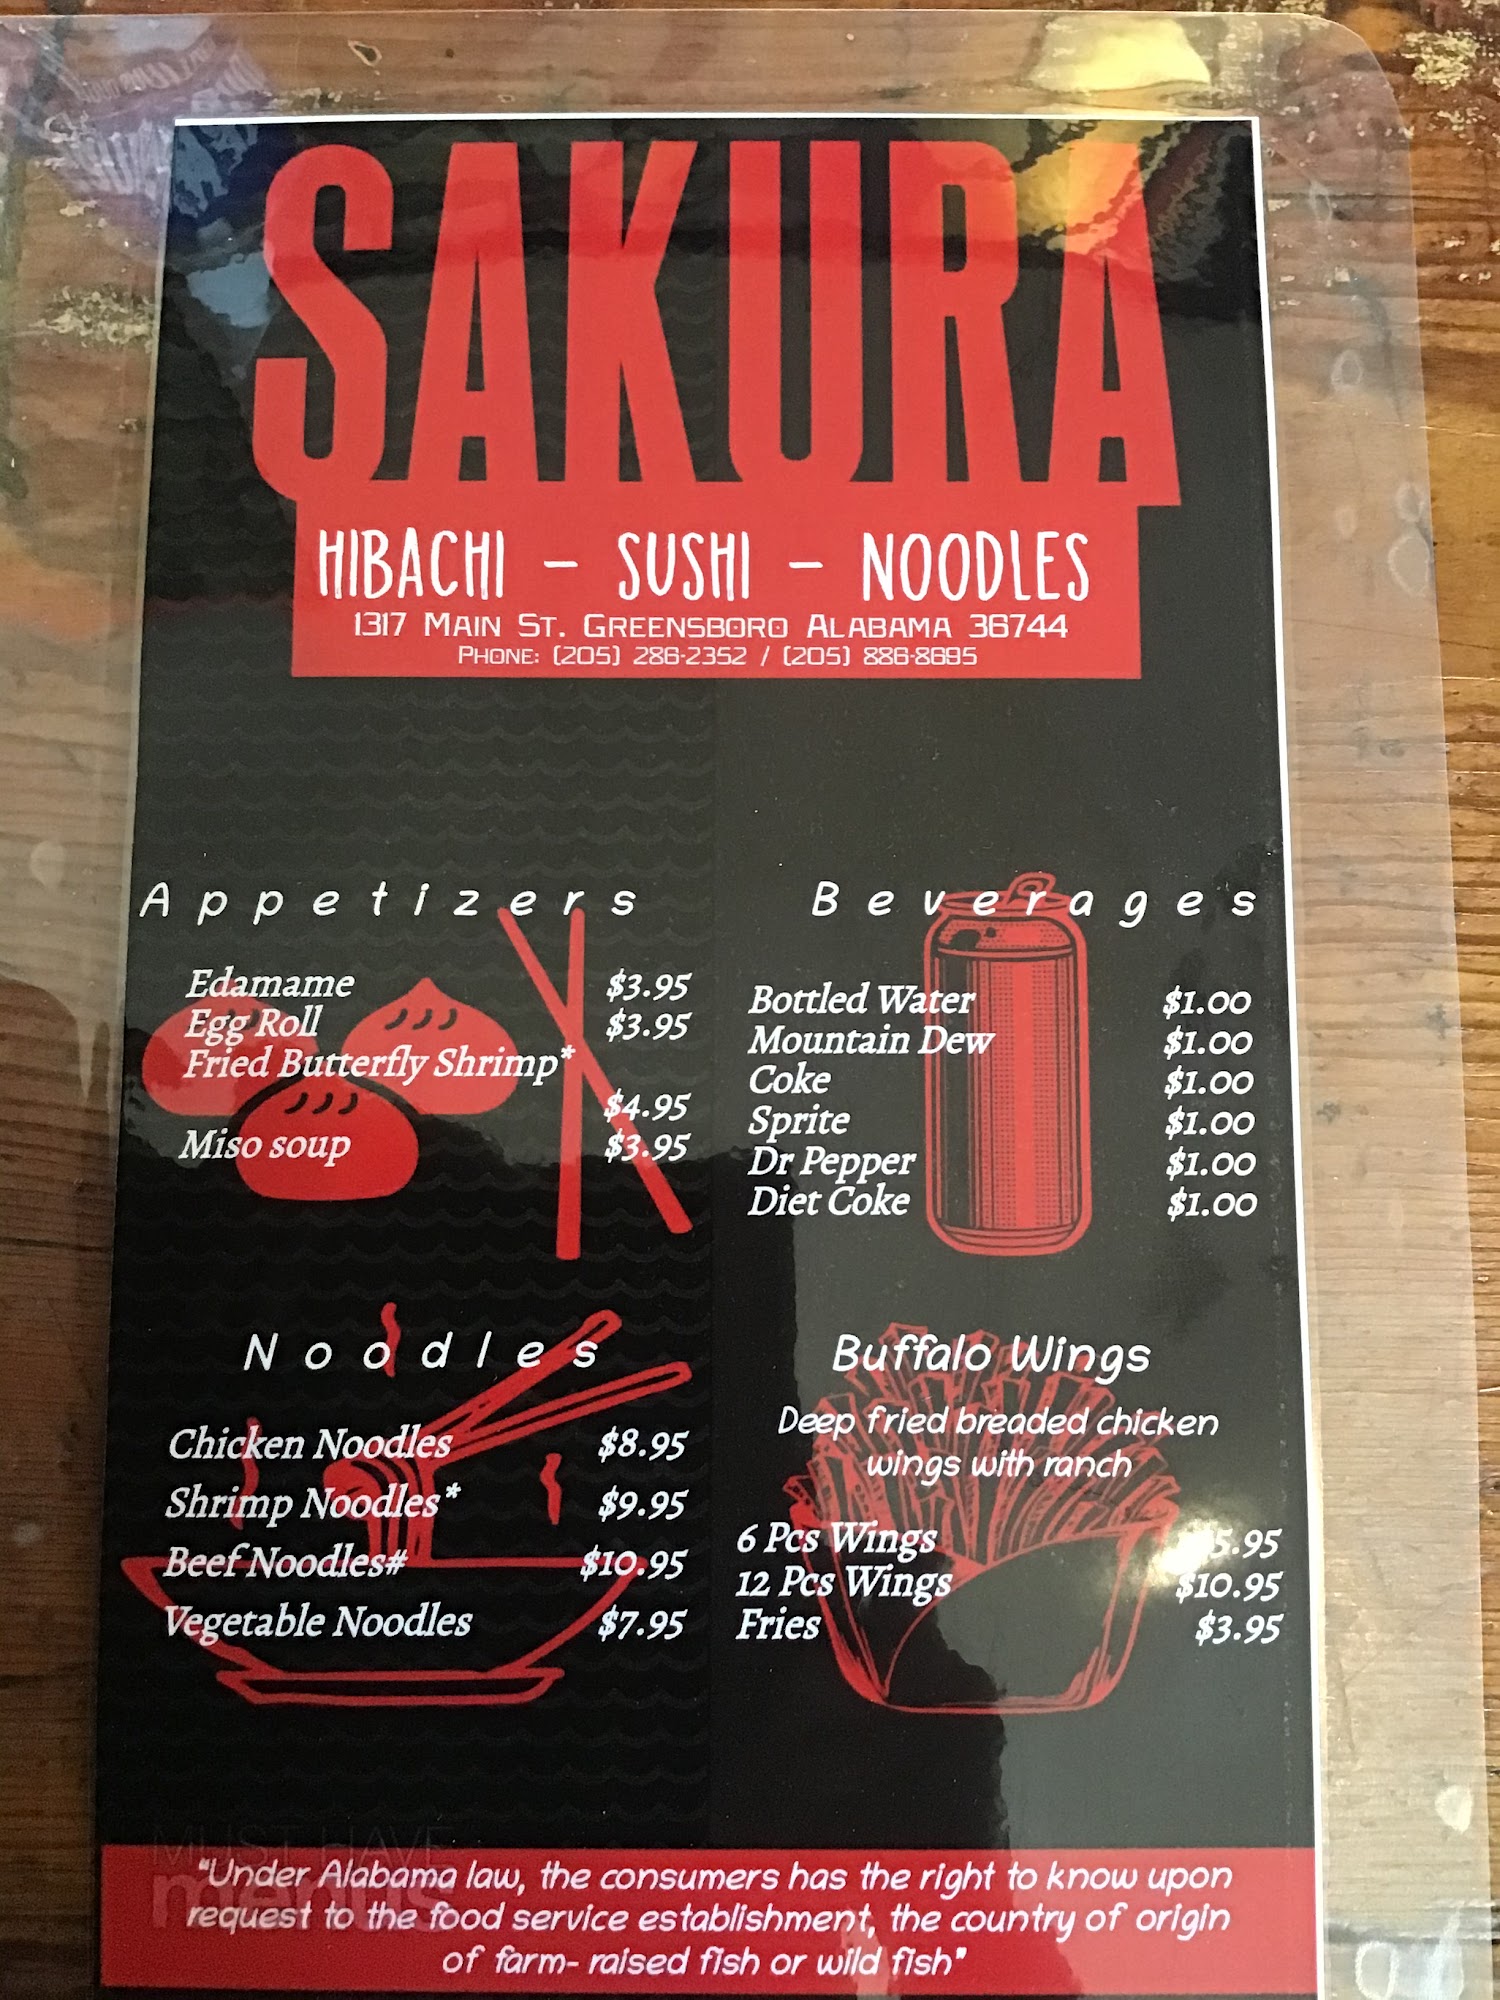 SAKURA
HIBACHI - SUSHI - NOODLES
1317 Main St. Greensboro Alabama 36744
Phone: (205) 286-2352 / (205) 886-8695
Appetizers
Edamame $3.95
Egg Roll $3.95
Fried Butterfly Shrimp*
$4.95
Miso soup $3.95
Beverages
Bottled Water $1.00
Mountain Dew $1.00
Coke $1.00
Sprite $1.00
Dr Pepper $1.00
Diet Coke $1.00
Noodles
Chicken Noodles $8.95
Shrimp Noodles* $9.95
Beef Noodles# $10.95
Vegetable Noodles $7.95
Buffalo Wings
Deep fried breaded chicken
wings with ranch
6 Pcs Wings
12 Pcs Wings $10.95
Fries $3.95
MUST HAVE
menus
"Under Alabama law, the consumers has the right to know upon
request to the food service establishment, the country of origin
of farm- raised fish or wild fish"